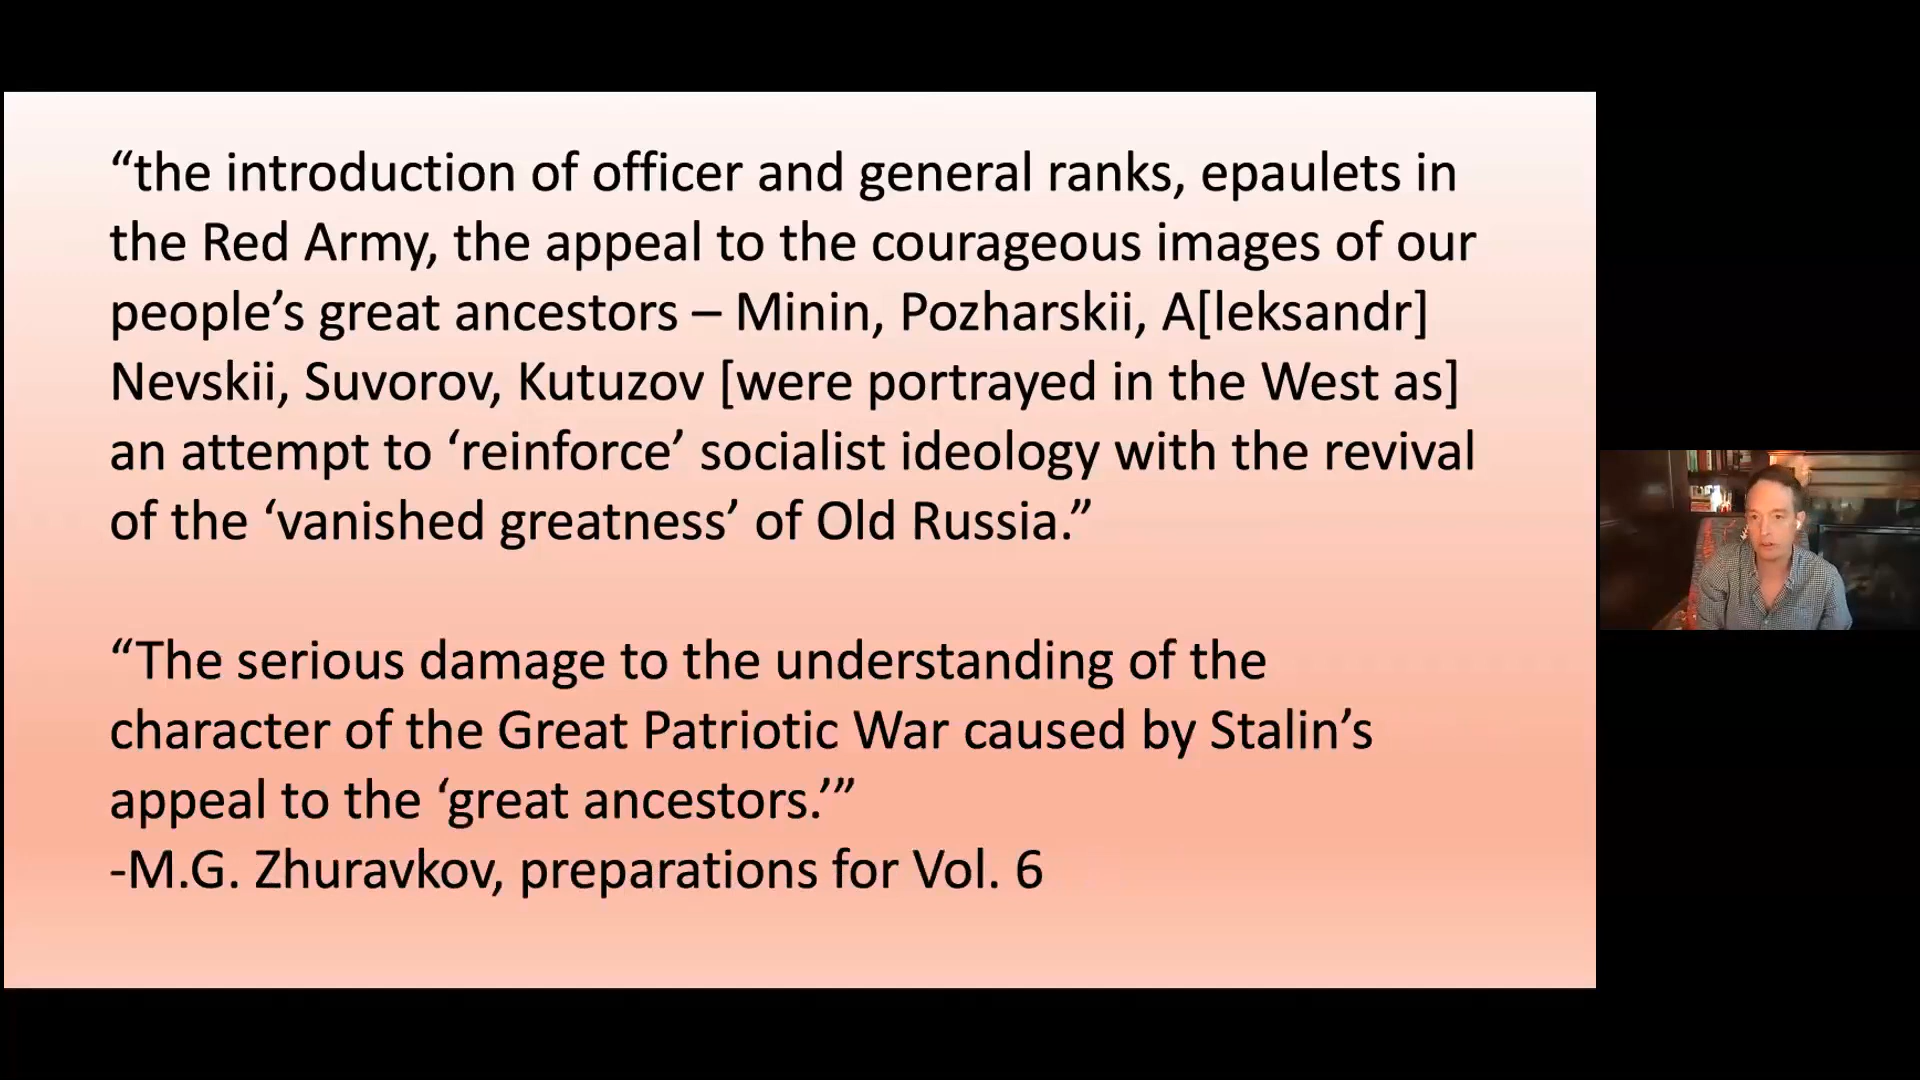 “the introduction of officer and general ranks, epaulets in
the Red Army, the appeal to the courageous images of our
people’s great ancestors – Minin, Pozharskii, A[leksandr]
Nevskii, Suvorov, Kutuzov [were portrayed in the West as]
an attempt to ‘reinforce’ socialist ideology with the revival
of the ‘vanished greatness’ of Old Russia.”
“The serious damage to the understanding of the
character of the Great Patriotic War caused by Stalin’s
appeal to the ‘great ancestors.’”
-M.G. Zhuravkov, preparations for Vol. 6